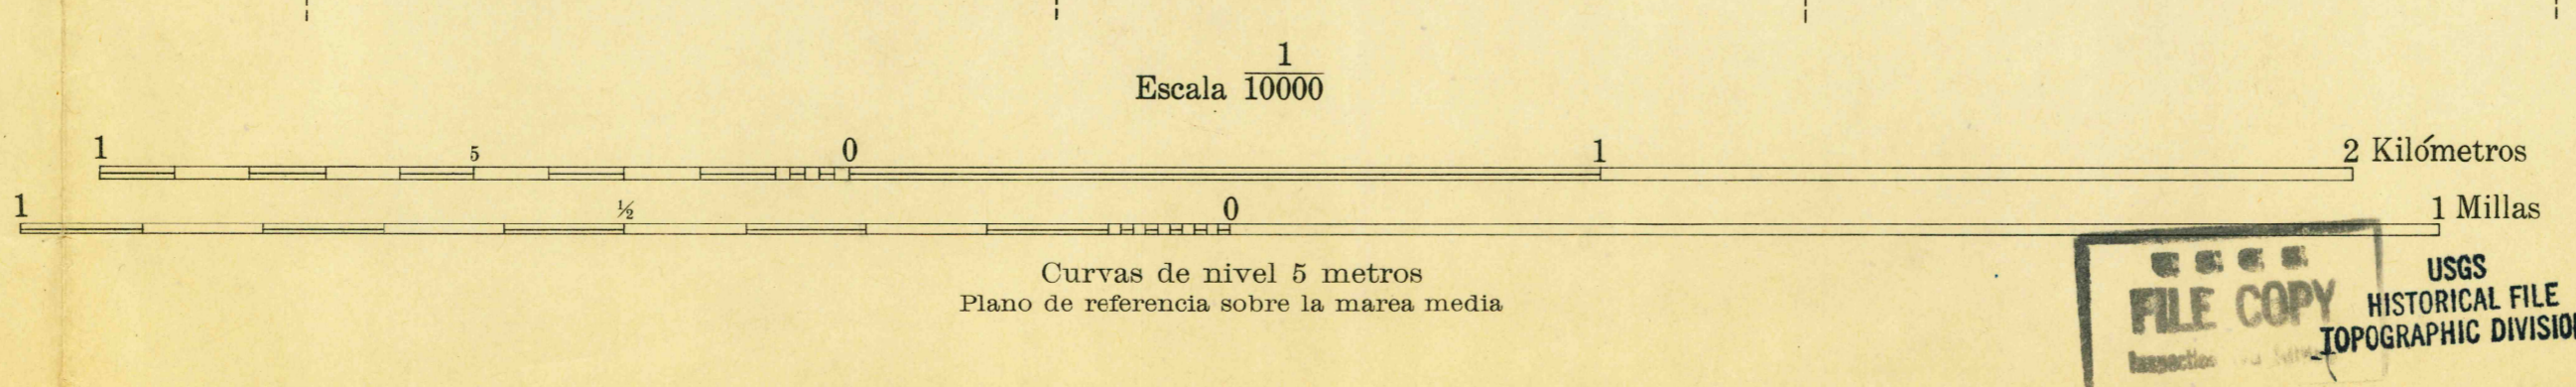 Escala 1/10000
1 5 0 1 2 Kilómetros
1 ½ 0 1 Millas
Curvas de nivel 5 metros
Plano de referencia sobre la marea media
FILE COPY
USGS
HISTORICAL FILE
TOPOGRAPHIC DIVISION